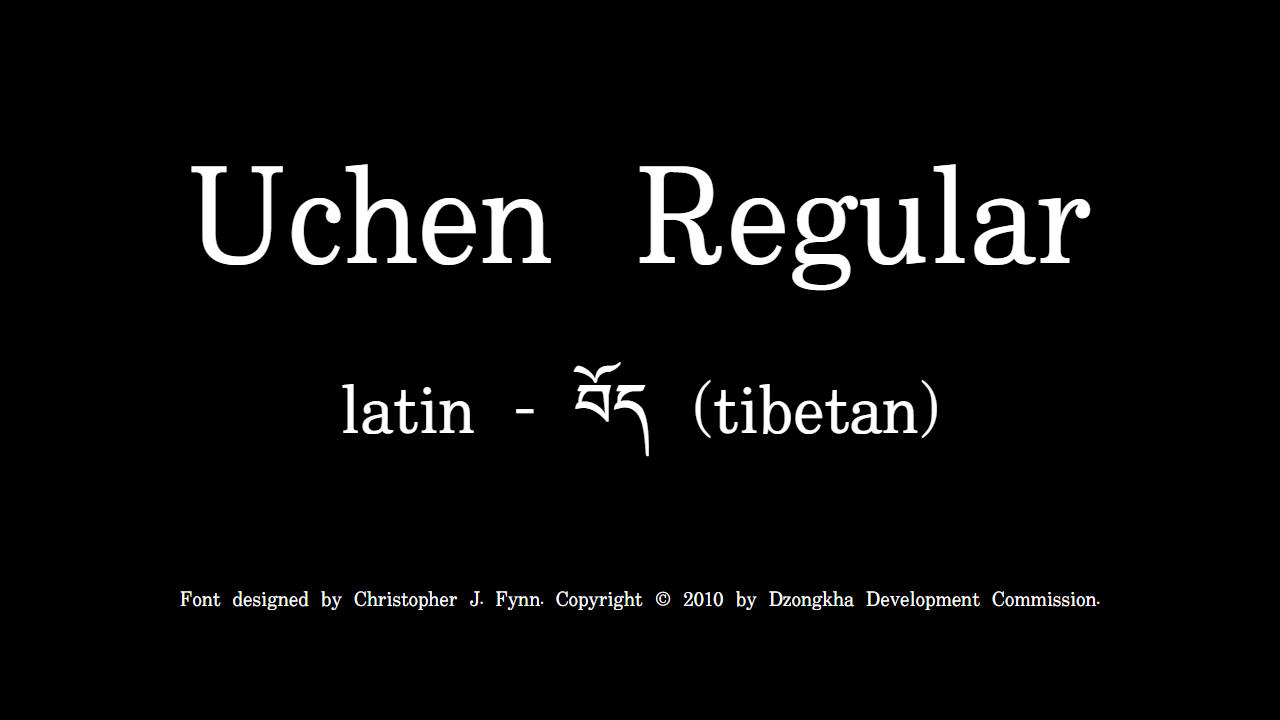 Uchen Regular
latin - བོད (tibetan)
Font designed by Christopher J. Fynn. Copyright © 2010 by Dzongkha Development Commission.